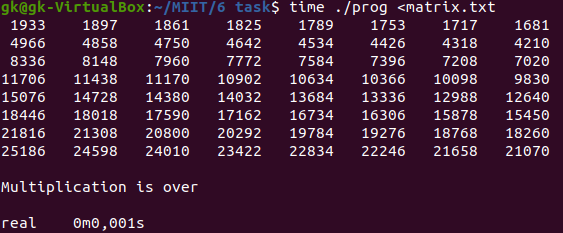 gk@gk-VirtualBox:~/MIIT/6 task$ time ./prog <matrix.txt
1933 1897 1861 1825 1789 1753 1717 1681
4966 4858 4750 4642 4534 4426 4318 4210
8336 8148 7960 7772 7584 7396 7208 7020
11706 11438 11170 10902 10634 10366 10098 9830
15076 14728 14380 14032 13684 13336 12988 12640
18446 18018 17590 17162 16734 16306 15878 15450
21816 21308 20800 20292 19784 19276 18768 18260
25186 24598 24010 23422 22834 22246 21658 21070
Multiplication is over
real 0m0,001s